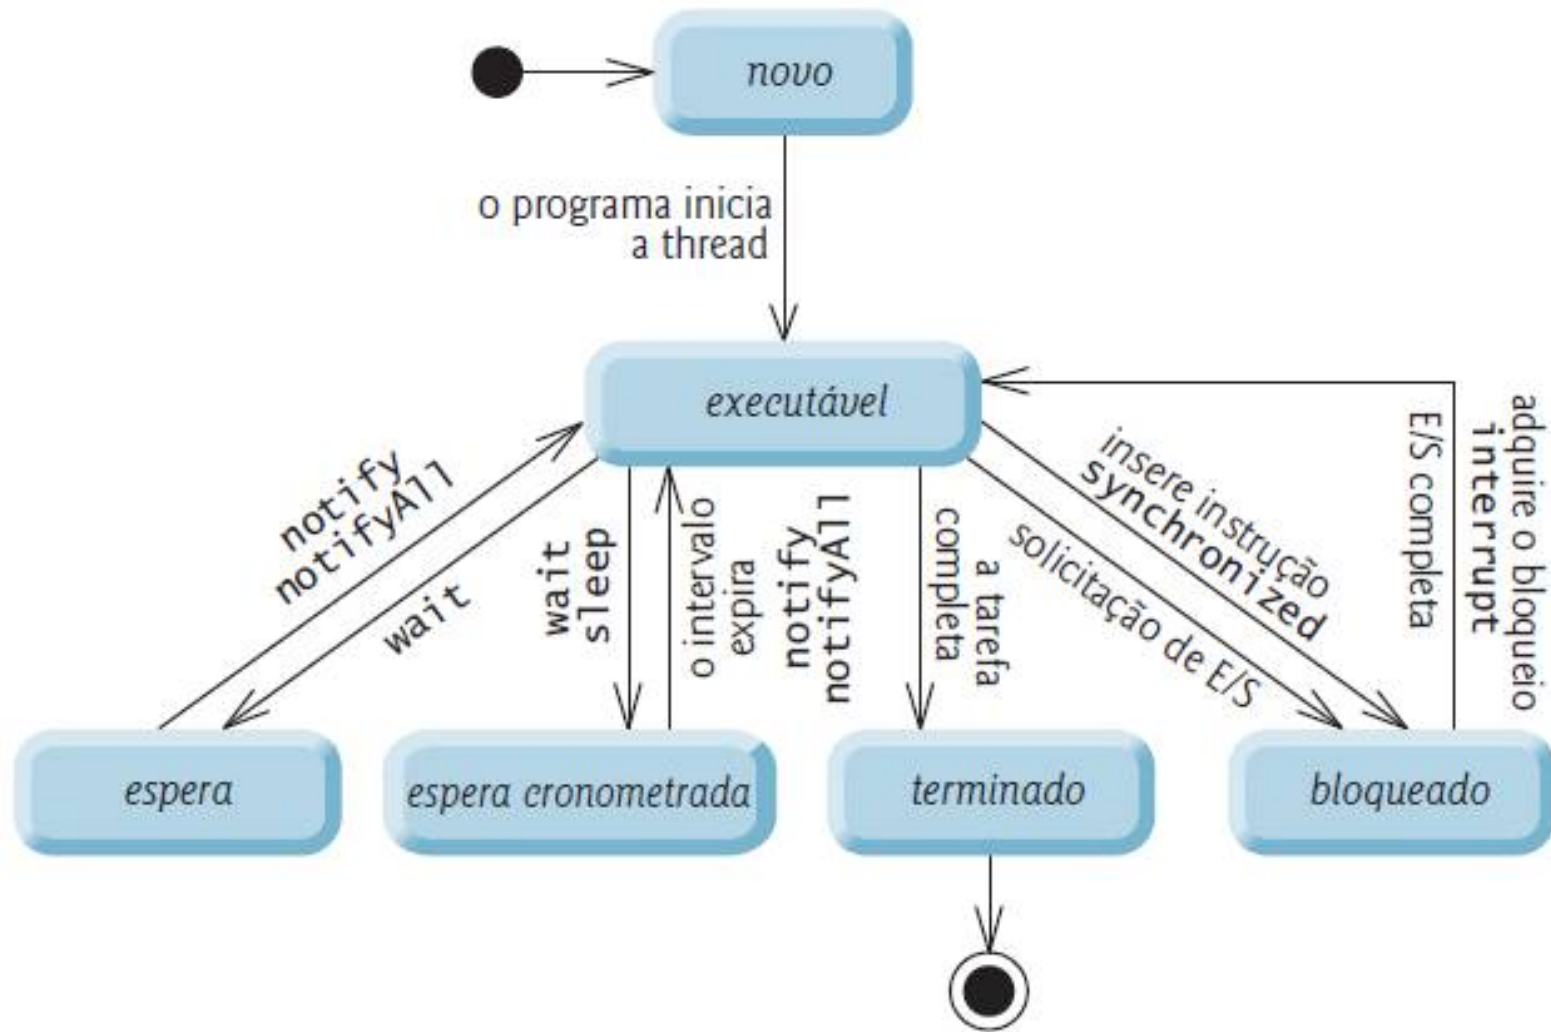 novo
o programa inicia
a thread
executável
notify
notifyAll
wait
wait
sleep
o intervalo
expira
notify
notifyAll
a tarefa
completa
solicitação de E/S
insere instrução
synchronized
adquire o bloqueio
interrupt
E/S completa
espera
espera cronometrada
terminado
bloqueado